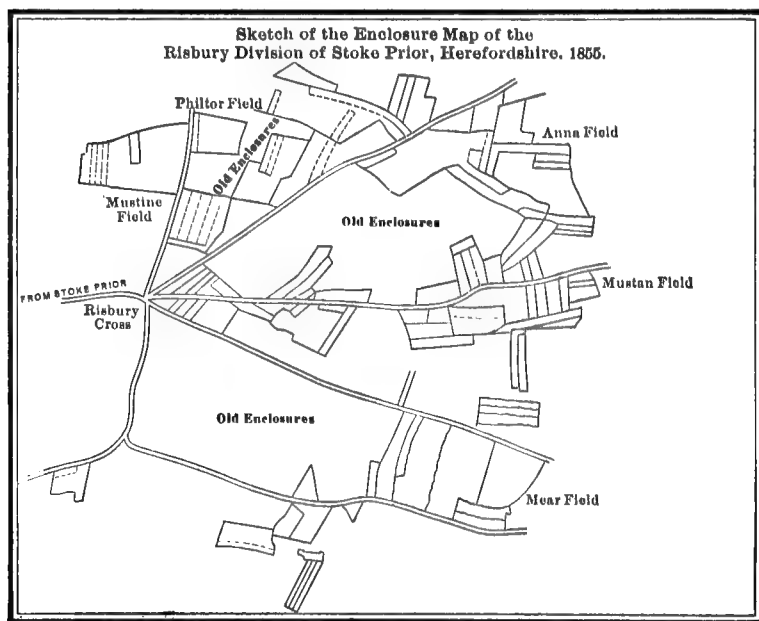 Sketch of the Enclosure Map of the
Risbury Division of Stoke Prior, Herefordshire. 1855.
Philtor Field
Anna Field
Old Enclosures
Mustine
Field
Old Enclosures
Mustan Field
FROM STOKE PRIOR
Risbury
Cross
Old Enclosures
Mear Field